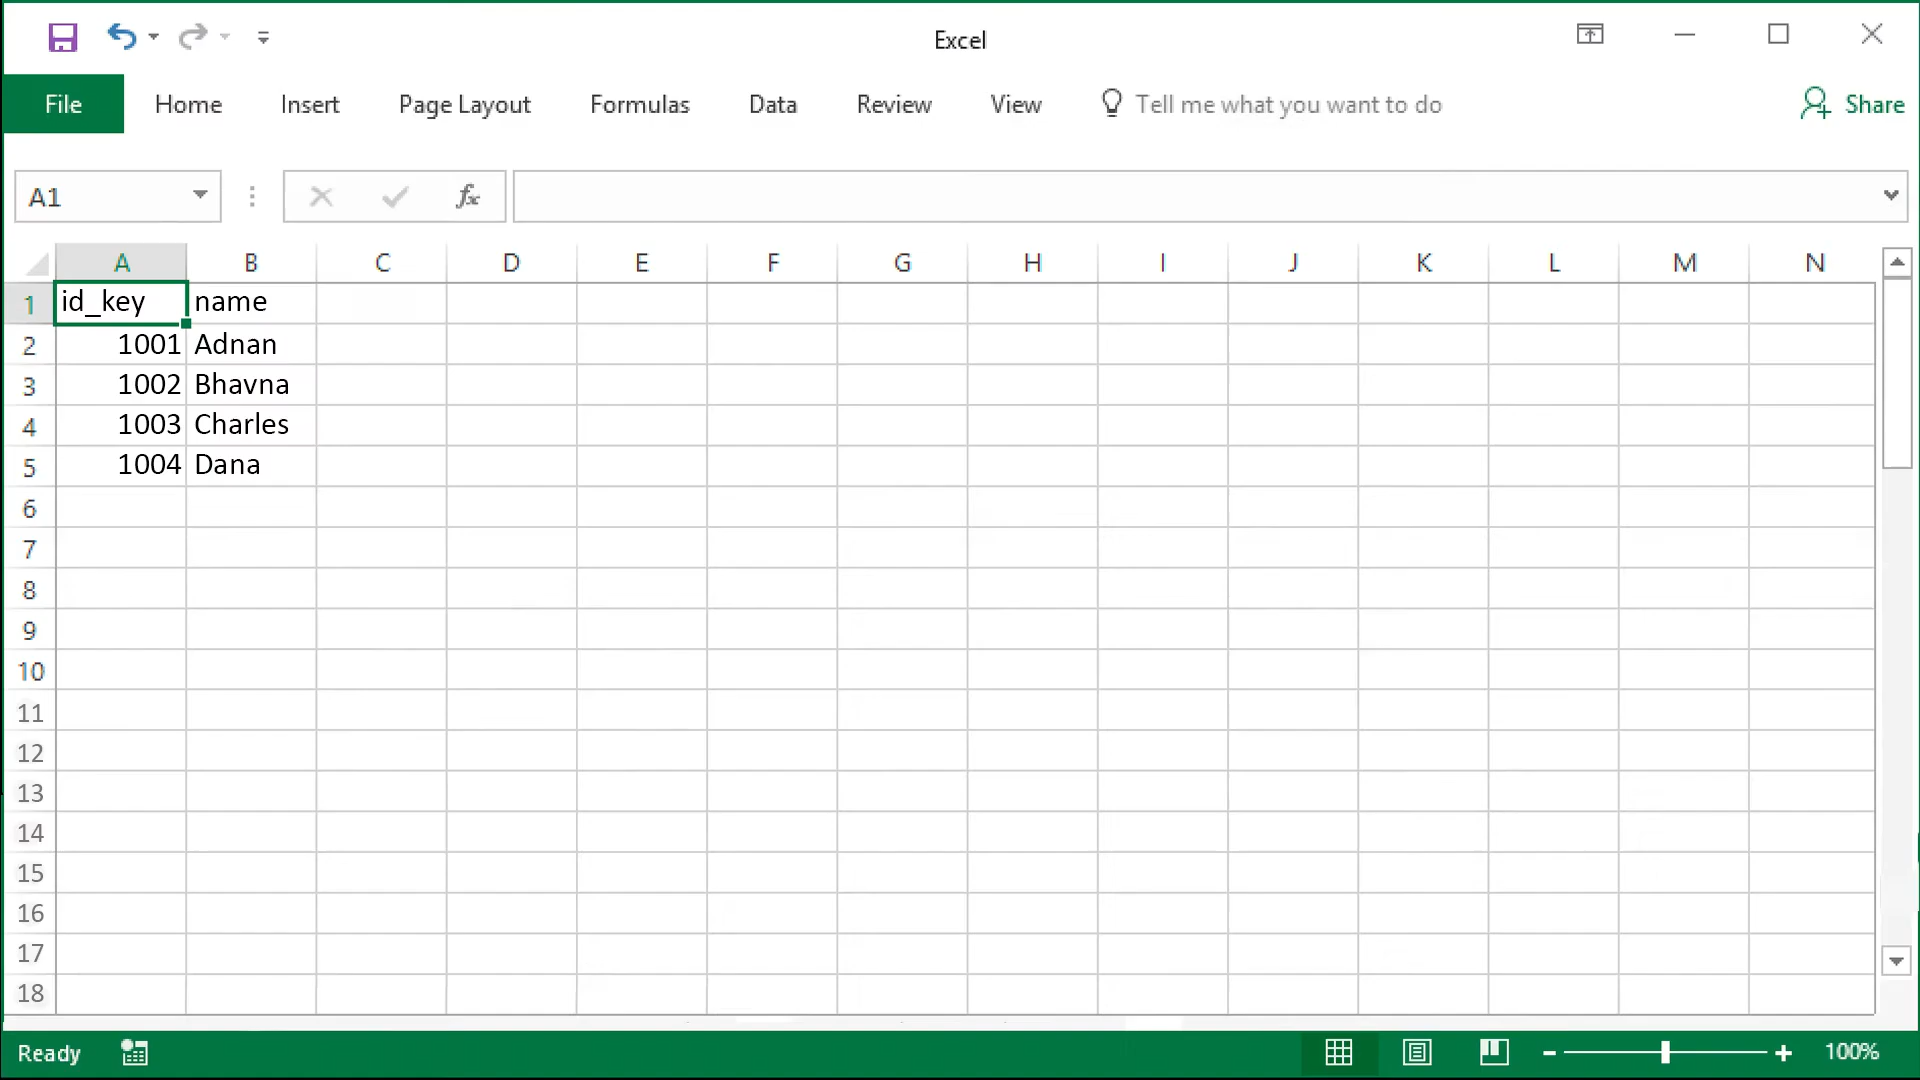 Excel
File Home Insert Page Layout Formulas Data Review View Tell me what you want to do Share
A1 fx
A B C D E F G H I J K L M N
1 id_key name
2 1001 Adnan
3 1002 Bhavna
4 1003 Charles
5 1004 Dana
6
7
8
9
10
11
12
13
14
15
16
17
18
Ready 100%